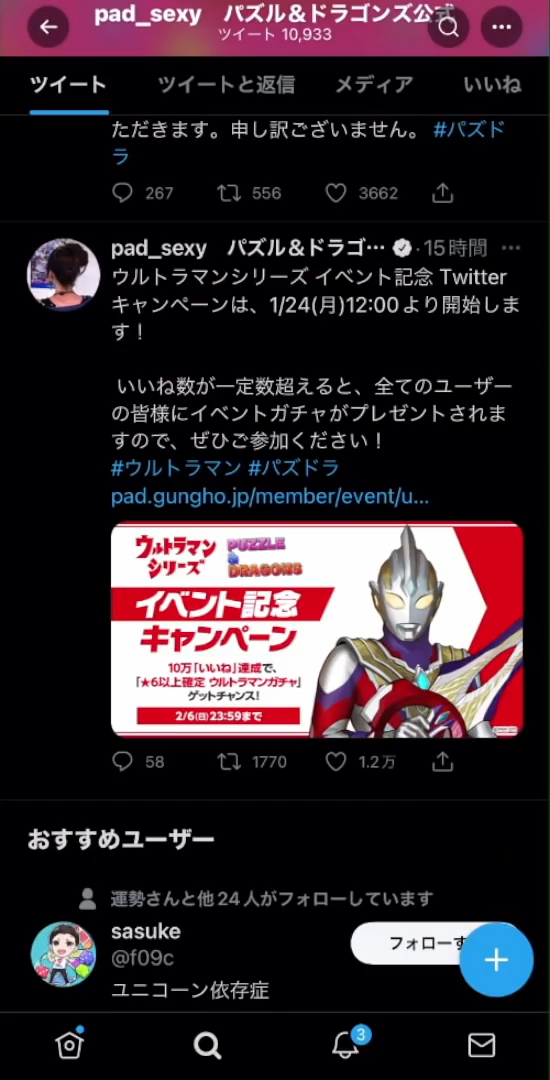 pad_sexy パズル&ドラゴンズ公式
ツイート 10,933
ツイート ツイートと返信 メディア いいね
ただきます。申し訳ございません。 #パズド
ラ
267 556 3662
pad_sexy パズル&ドラゴ… ·15時間
ウルトラマンシリーズ イベント記念 Twitter
キャンペーンは、1/24(月)12:00より開始しま
す！
いいね数が一定数超えると、全てのユーザー
の皆様にイベントガチャがプレゼントされま
すので、ぜひご参加ください！
#ウルトラマン #パズドラ
pad.gungho.jp/member/event/u...
ウルトラマン
シリーズ
PUZZLE
&
DRAGONS
イベント記念
キャンペーン
10万「いいね」達成で、
「★6以上確定 ウルトラマンガチャ」
ゲットチャンス!
2/6(日)23:59まで
58 1770 1.2万
おすすめユーザー
運勢さんと他24人がフォローしています
sasuke
@f09c
フォローす
ユニコーン依存症
3